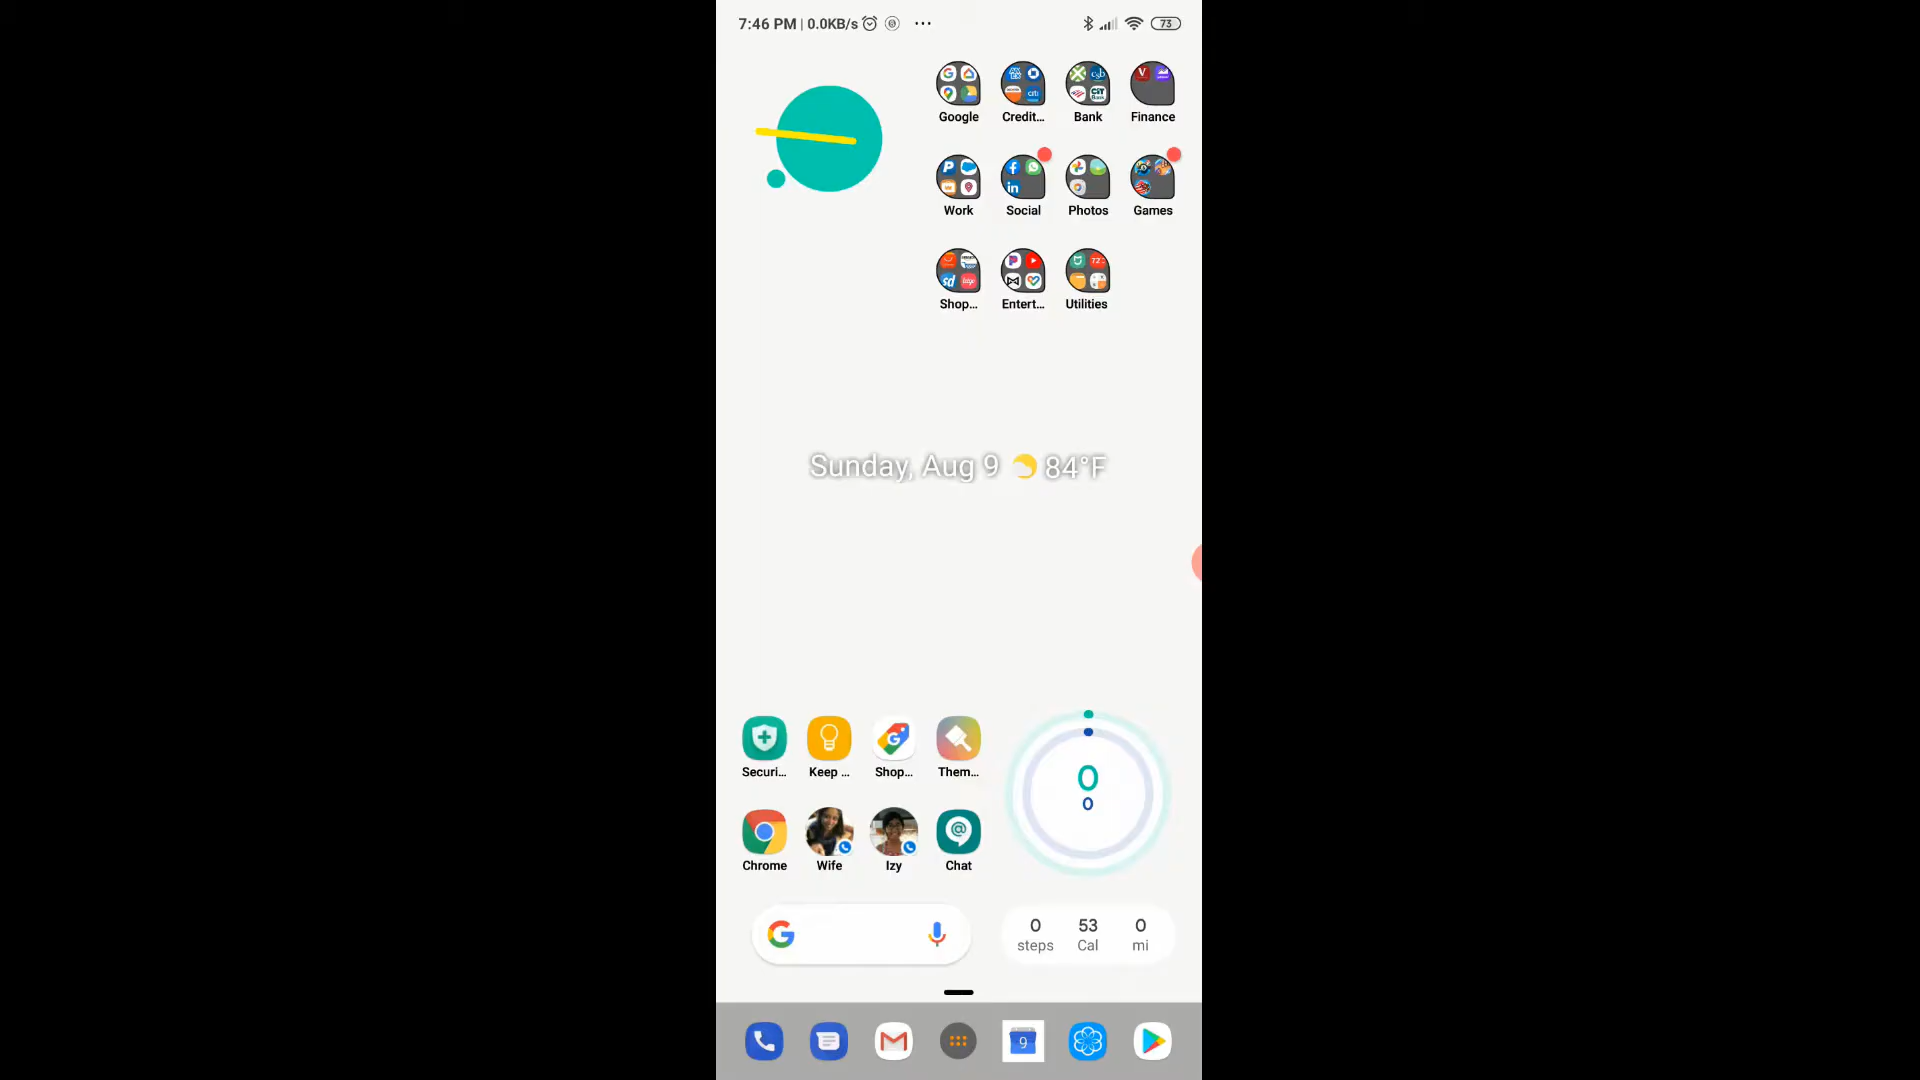 7:46 PM | 0.0KB/s ... 73
Google Credit... Bank Finance
Work Social Photos Games
Shop... Entert... Utilities
Sunday, Aug 9 84°F
Securi... Keep ... Shop... Them...
0
0
Chrome Wife Izy Chat
0 53 0
steps Cal mi
9